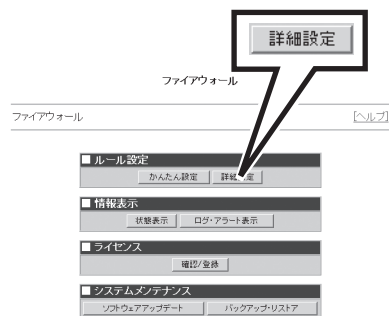 詳細設定
ファイアウォール
ファイアウォール [ヘルプ]
■ ルール設定
かんたん設定 詳細設定
■ 情報表示
状態表示 ログ・アラート表示
■ ライセンス
確認/登録
■ システムメンテナンス
ソフトウェアアップデート バックアップ・リストア